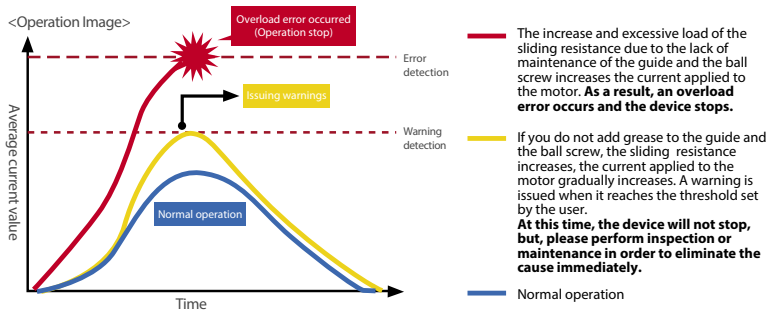 <Operation Image>
Overload error occurred
(Operation stop)
Error
detection
Issuing warnings
Warning
detection
Normal operation
Average current value
Time
The increase and excessive load of the
sliding resistance due to the lack of
maintenance of the guide and the ball
screw increases the current applied to
the motor. As a result, an overload
error occurs and the device stops.
If you do not add grease to the guide and
the ball screw, the sliding resistance
increases, the current applied to the
motor gradually increases. A warning is
issued when it reaches the threshold set
by the user.
At this time, the device will not stop,
but, please perform inspection or
maintenance in order to eliminate the
cause immediately.
Normal operation